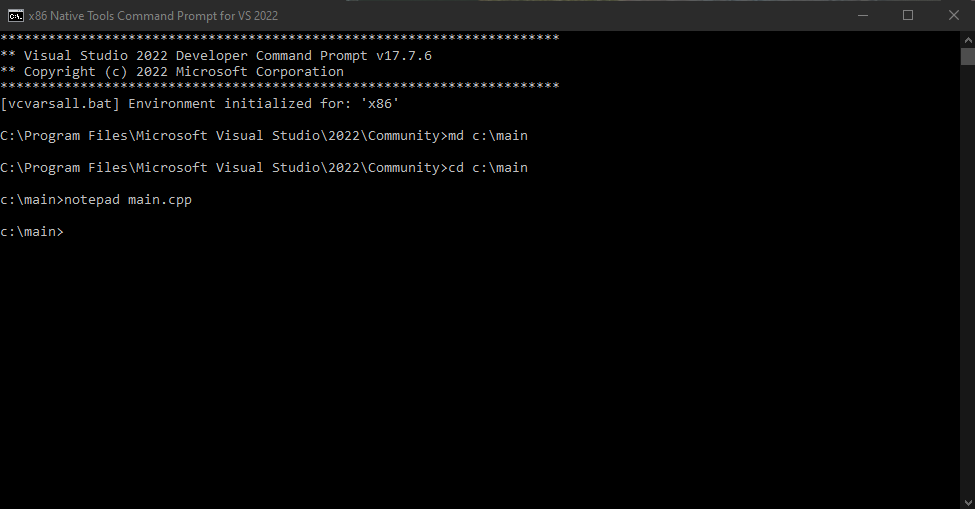 x86 Native Tools Command Prompt for VS 2022
**********************************************************************
** Visual Studio 2022 Developer Command Prompt v17.7.6
** Copyright (c) 2022 Microsoft Corporation
**********************************************************************
[vcvarsall.bat] Environment initialized for: 'x86'
C:\Program Files\Microsoft Visual Studio\2022\Community>md c:\main
C:\Program Files\Microsoft Visual Studio\2022\Community>cd c:\main
c:\main>notepad main.cpp
c:\main>